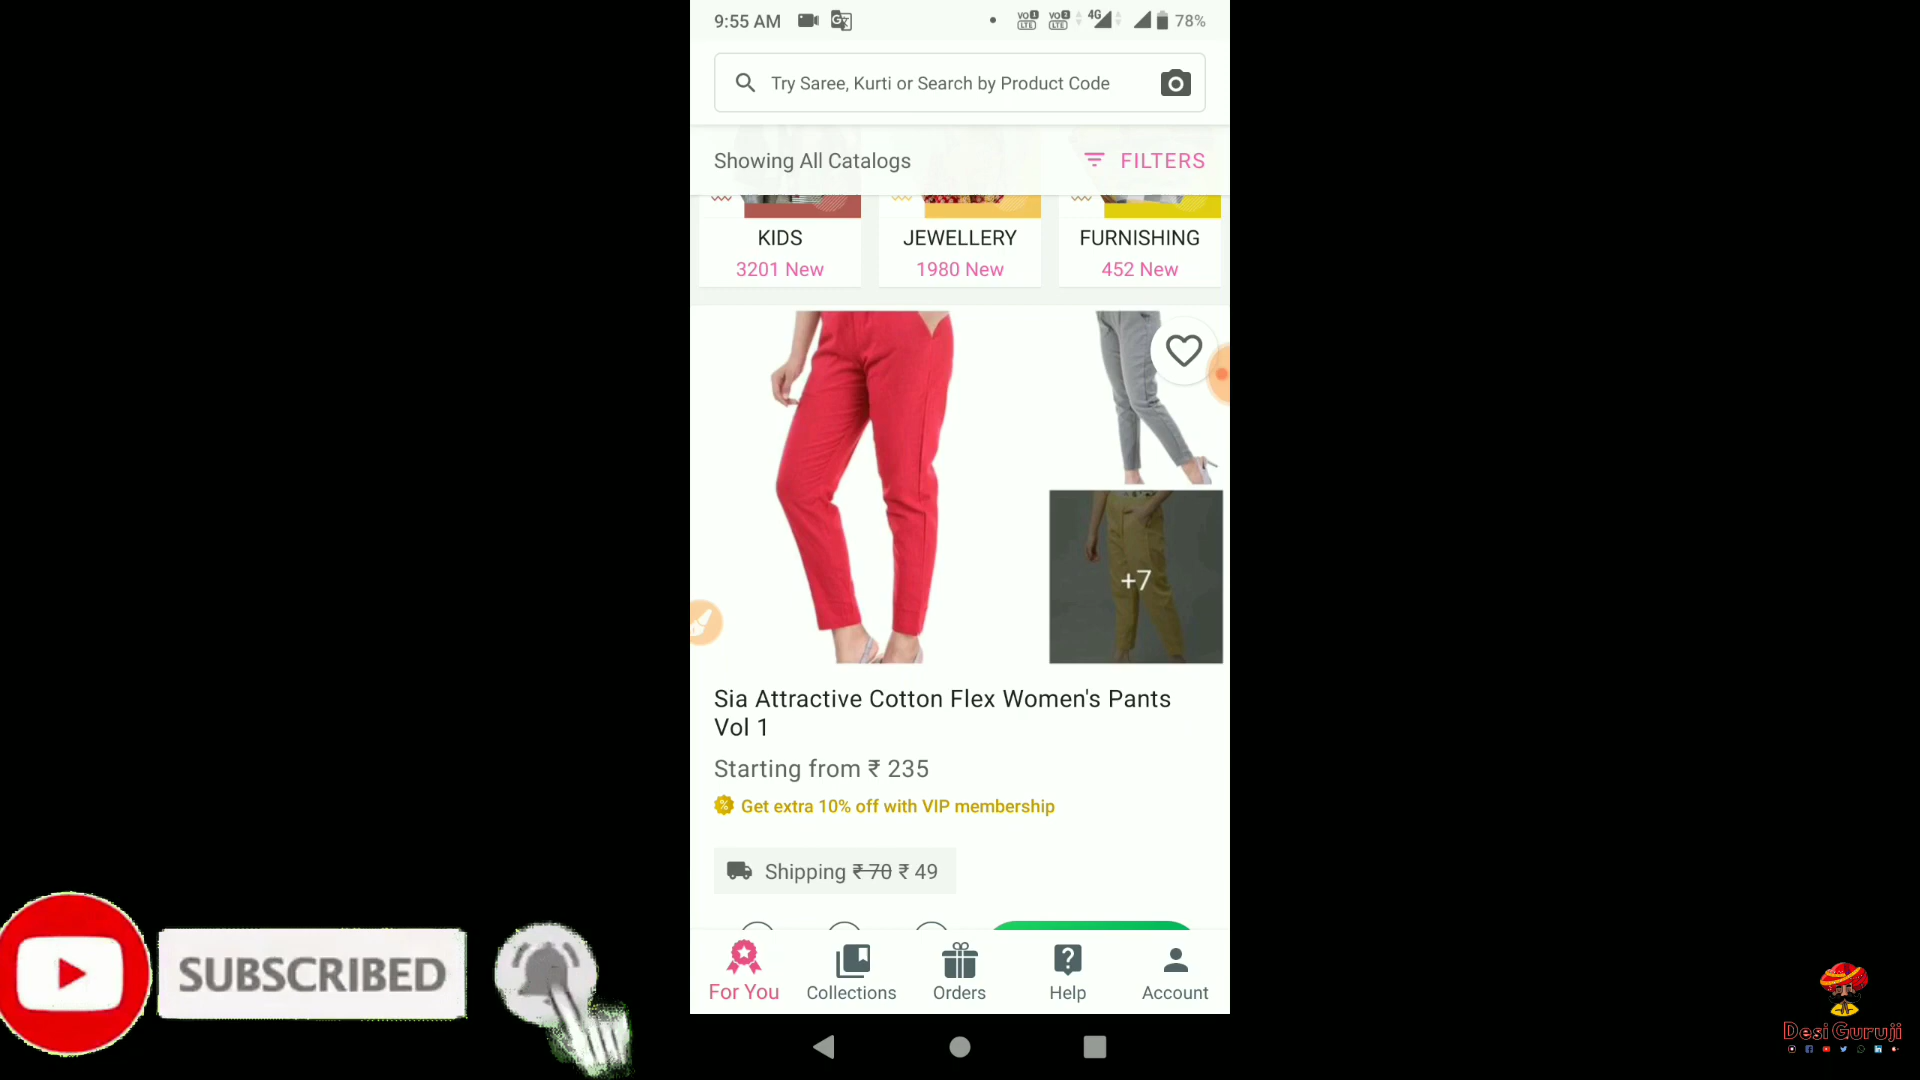 9:55 AM
4G
78%
Try Saree, Kurti or Search by Product Code
Showing All Catalogs
FILTERS
KIDS
JEWELLERY
FURNISHING
3201 New
1980 New
452 New
+7
Sia Attractive Cotton Flex Women's Pants
Vol 1
Starting from ₹ 235
Get extra 10% off with VIP membership
Shipping ₹ 70 ₹ 49
For You
Collections
Orders
Help
Account
SUBSCRIBED
Desi Guruji